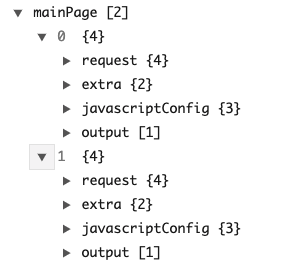 mainPage [2]
0 {4}
request {4}
extra {2}
javascriptConfig {3}
output [1]
1 {4}
request {4}
extra {2}
javascriptConfig {3}
output [1]